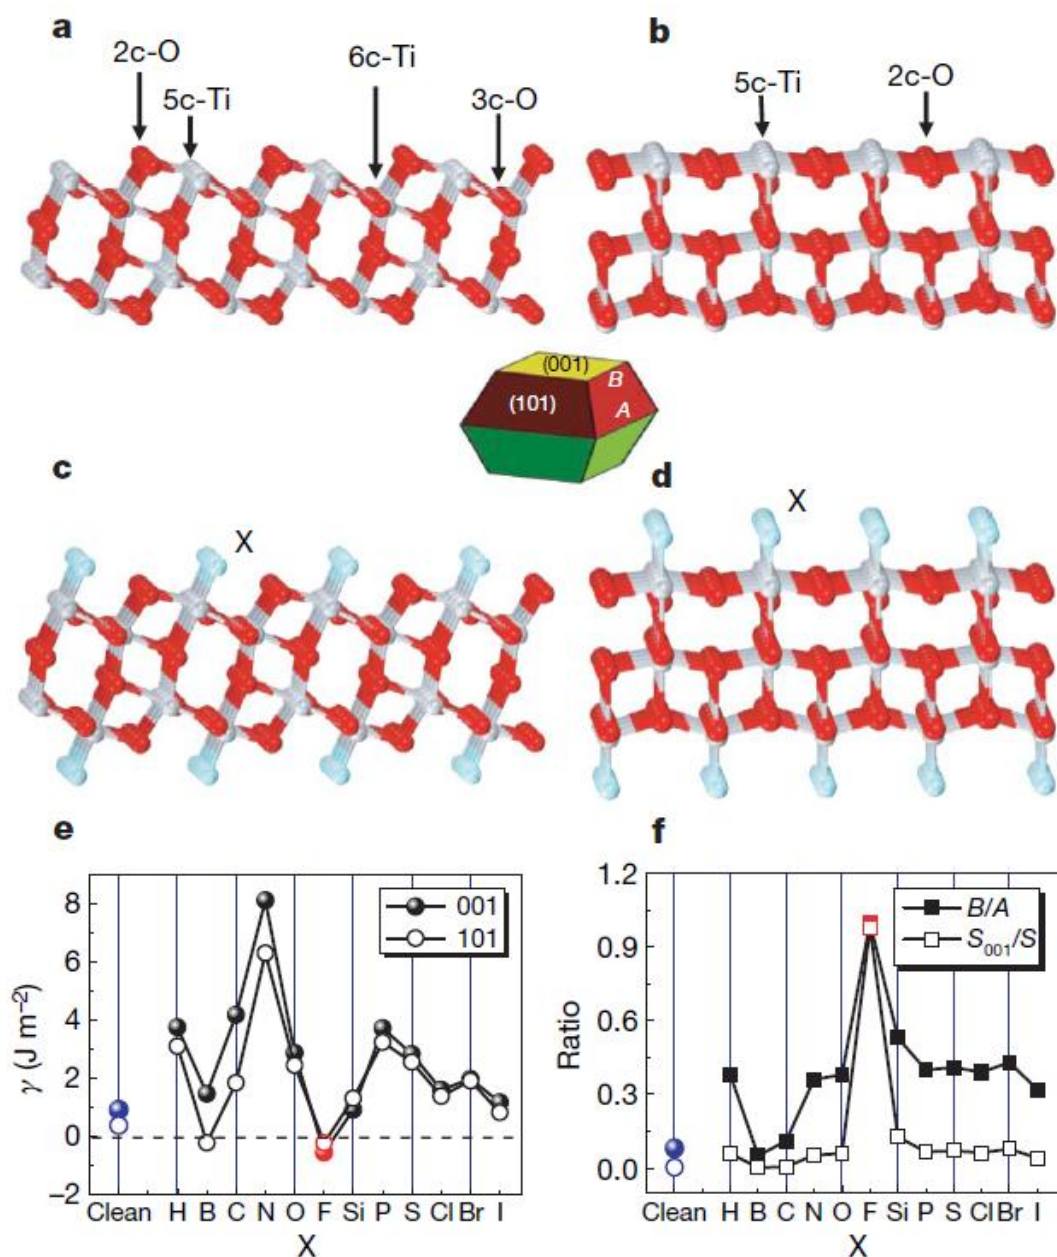 a
b
2c-O
5c-Ti
6c-Ti
3c-O
5c-Ti
2c-O
(001)
(101)
B
A
c
d
X
X
e
f
γ (J m⁻²)
8
6
4
2
0
−2
001
101
Clean H B C N O F Si P S Cl Br I
X
Ratio
1.2
0.9
0.6
0.3
0.0
B/A
S₀₀₁/S
Clean H B C N O F Si P S Cl Br I
X